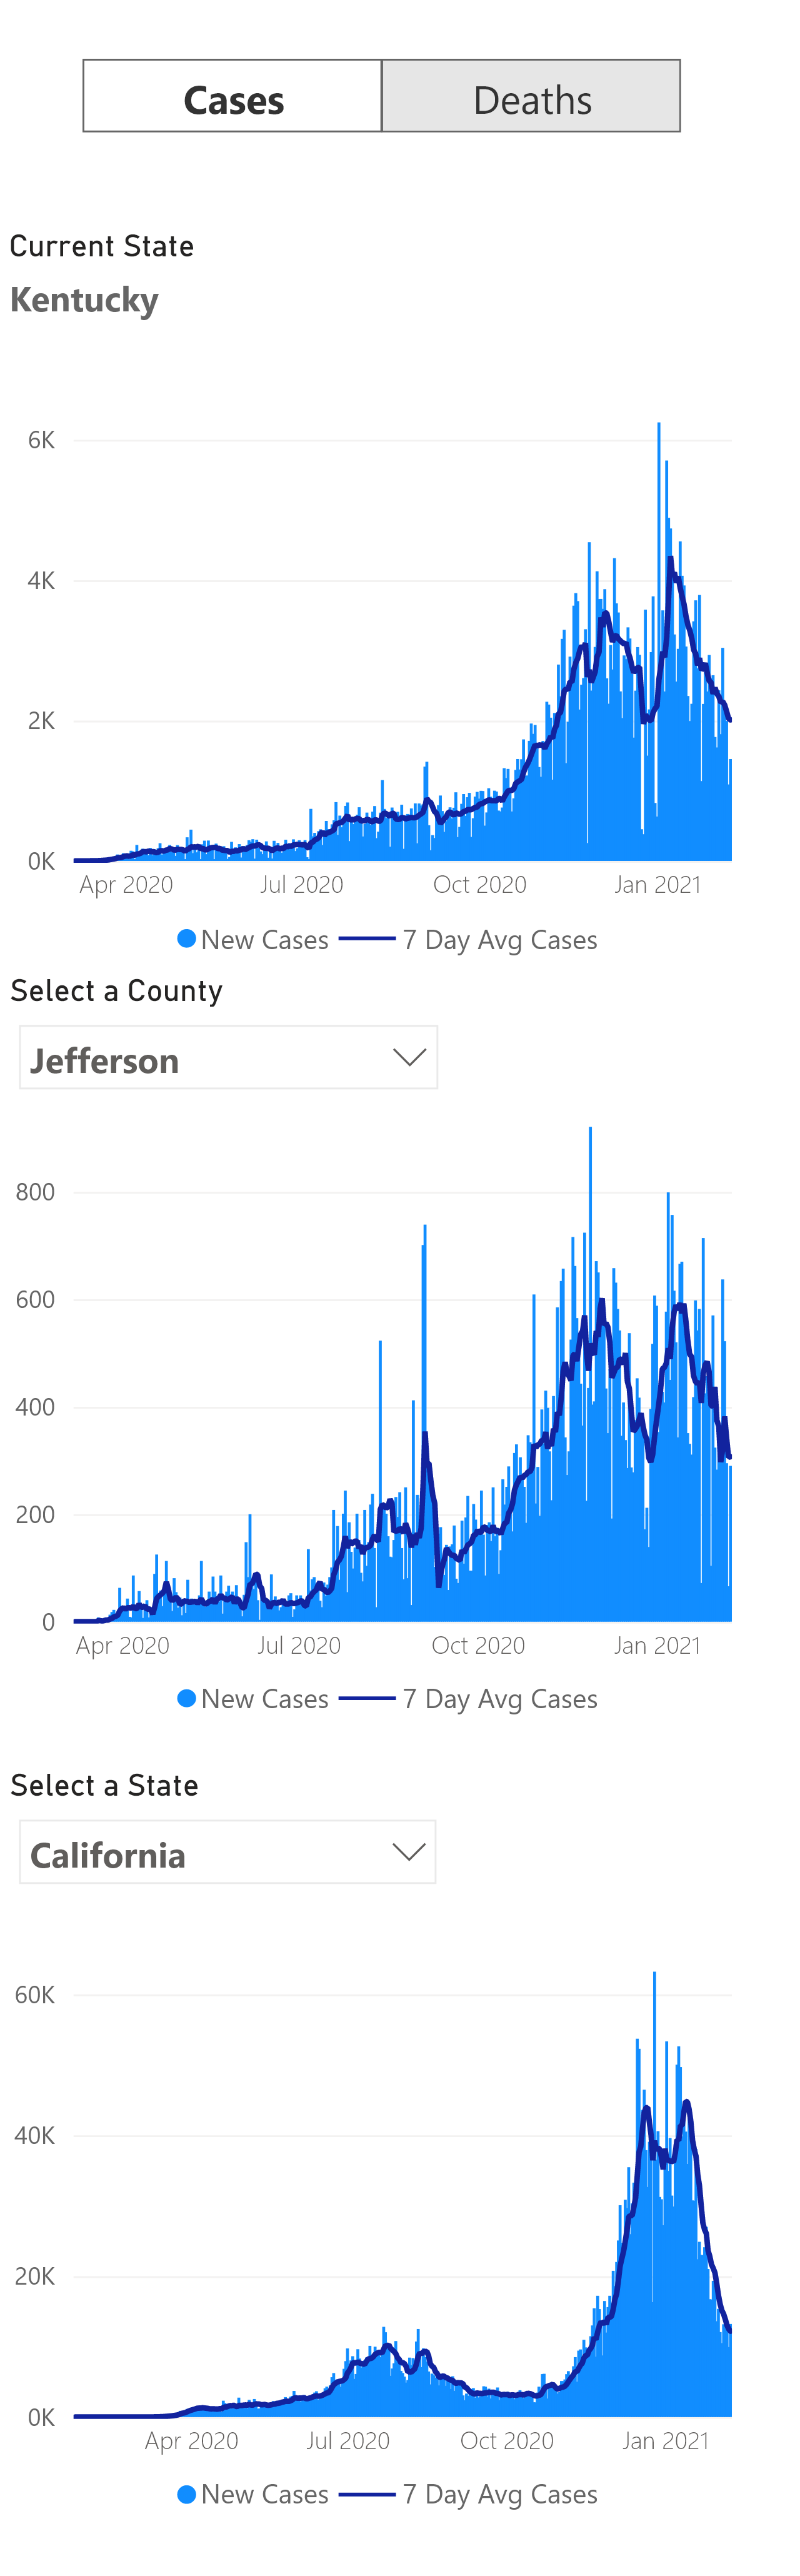 Cases Deaths
Current State
Kentucky
6K
4K
2K
0K
Apr 2020 Jul 2020 Oct 2020 Jan 2021
New Cases 7 Day Avg Cases
Select a County
Jefferson
800
600
400
200
0
Apr 2020 Jul 2020 Oct 2020 Jan 2021
New Cases 7 Day Avg Cases
Select a State
California
60K
40K
20K
0K
Apr 2020 Jul 2020 Oct 2020 Jan 2021
New Cases 7 Day Avg Cases